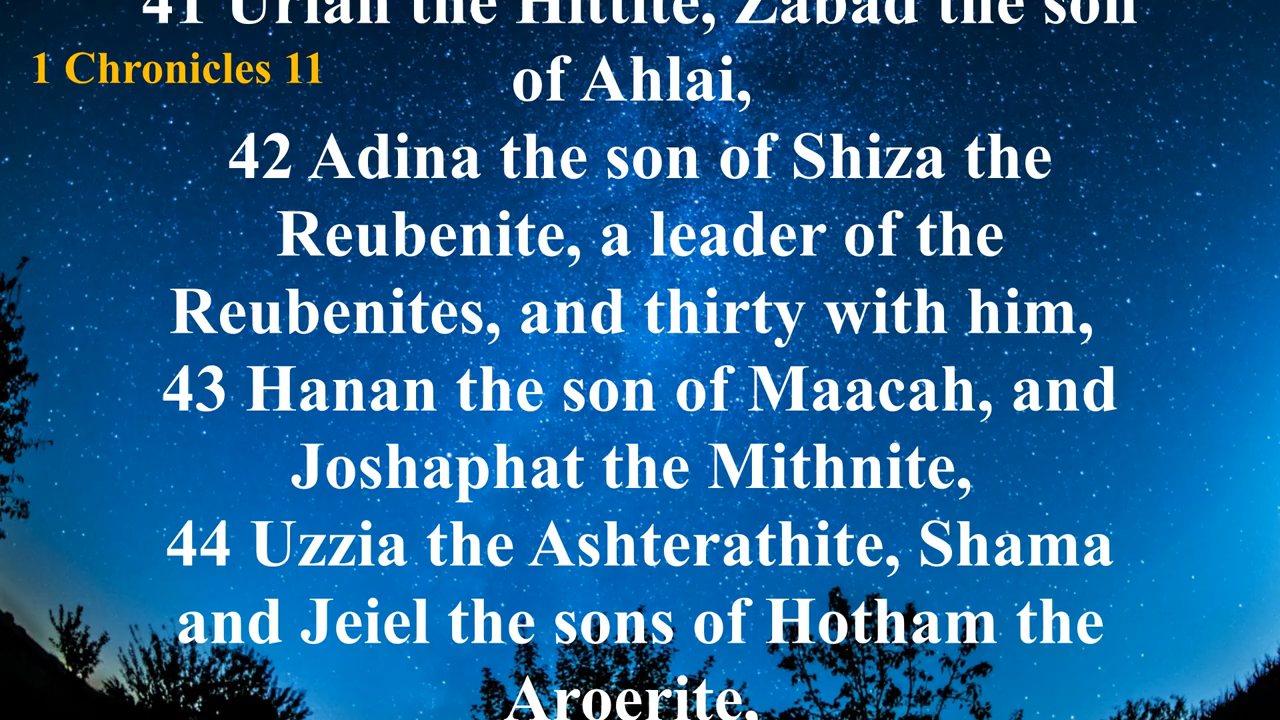 41 Uriah the Hittite, Zabad the son
1 Chronicles 11
of Ahlai,
42 Adina the son of Shiza the
Reubenite, a leader of the
Reubenites, and thirty with him,
43 Hanan the son of Maacah, and
Joshaphat the Mithnite,
44 Uzzia the Ashterathite, Shama
and Jeiel the sons of Hotham the
Aroerite,